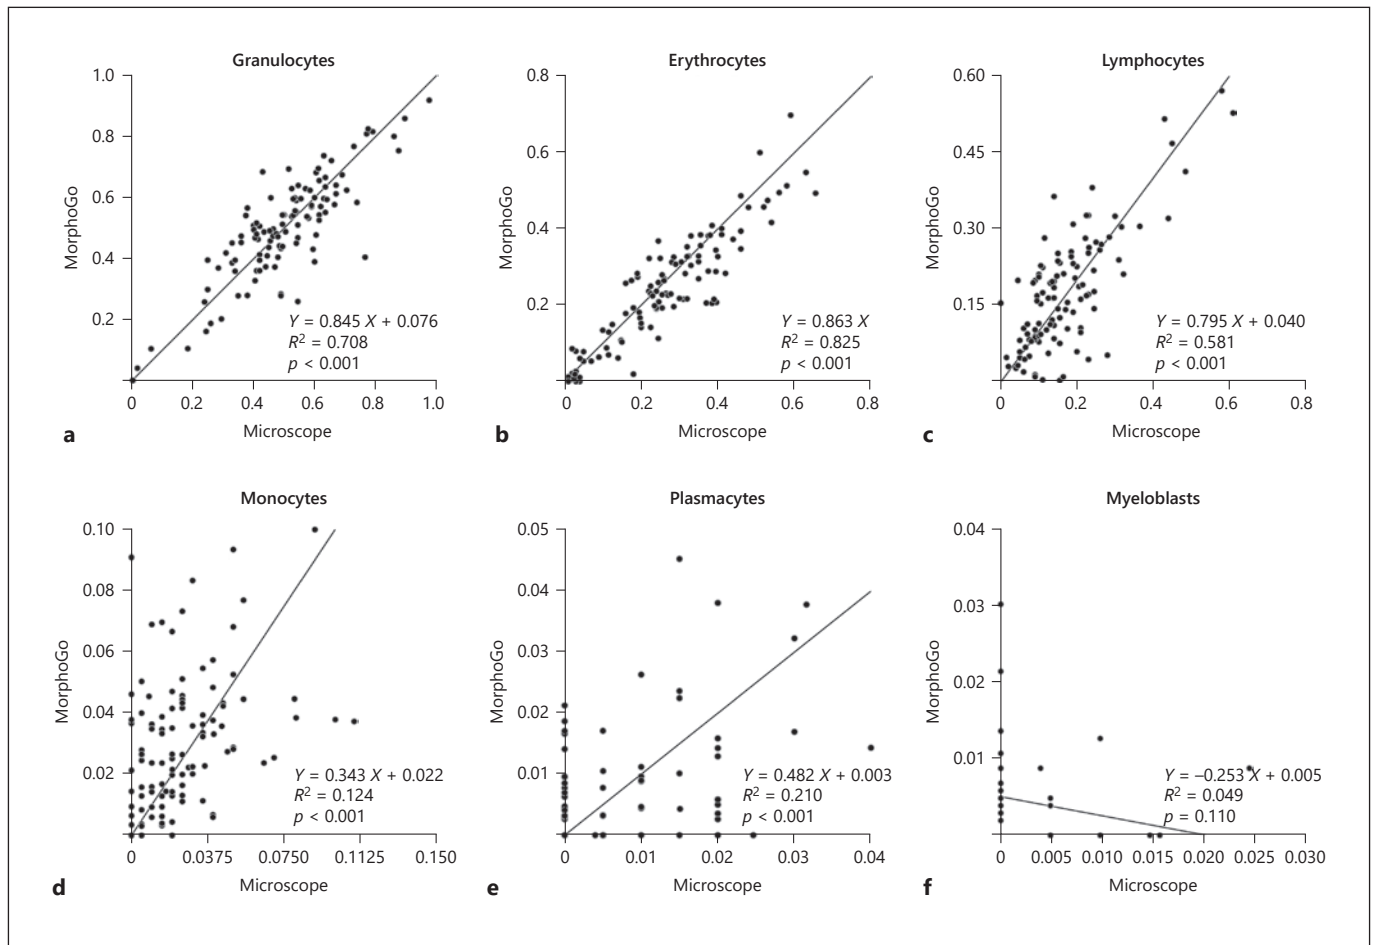 Granulocytes
1.0
0.8
0.6
0.4
0.2
MorphoGo
Y = 0.845 X + 0.076
R² = 0.708
p < 0.001
0 0.2 0.4 0.6 0.8 1.0
Microscope
a
Erythrocytes
0.8
0.6
0.4
0.2
MorphoGo
Y = 0.863 X
R² = 0.825
p < 0.001
0 0.2 0.4 0.6 0.8
Microscope
b
Lymphocytes
0.60
0.45
0.30
0.15
MorphoGo
Y = 0.795 X + 0.040
R² = 0.581
p < 0.001
0 0.2 0.4 0.6 0.8
Microscope
c
Monocytes
0.10
0.08
0.06
0.04
0.02
MorphoGo
Y = 0.343 X + 0.022
R² = 0.124
p < 0.001
0 0.0375 0.0750 0.1125 0.150
Microscope
d
Plasmacytes
0.05
0.04
0.03
0.02
0.01
MorphoGo
Y = 0.482 X + 0.003
R² = 0.210
p < 0.001
0 0.01 0.02 0.03 0.04
Microscope
e
Myeloblasts
0.04
0.03
0.02
0.01
MorphoGo
Y = –0.253 X + 0.005
R² = 0.049
p = 0.110
0 0.005 0.010 0.015 0.020 0.025 0.030
Microscope
f